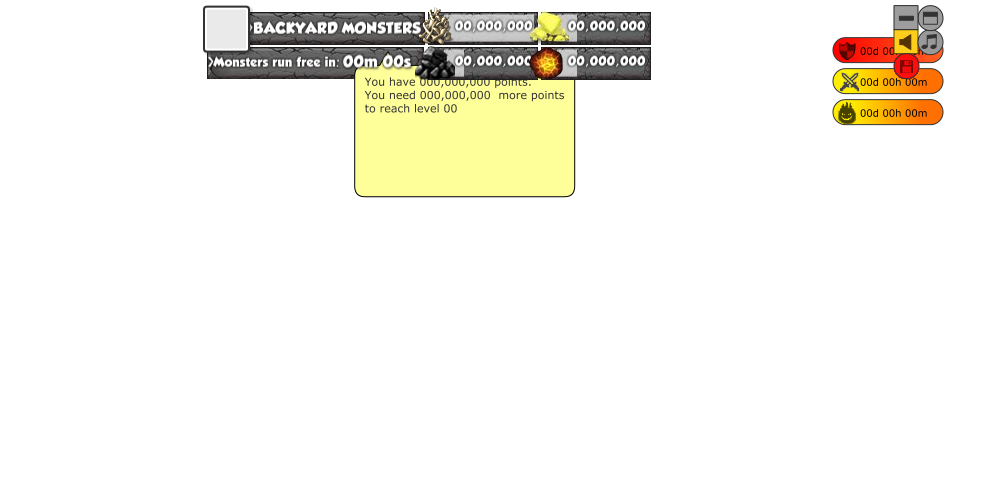 BACKYARD MONSTERS
00,000,000
00,000,000
Monsters run free in: 00m 00s
00,000,000
00,000,000
You have 000,000,000 points.
You need 000,000,000 more points
to reach level 00
00d 00h 00m
00d 00h 00m